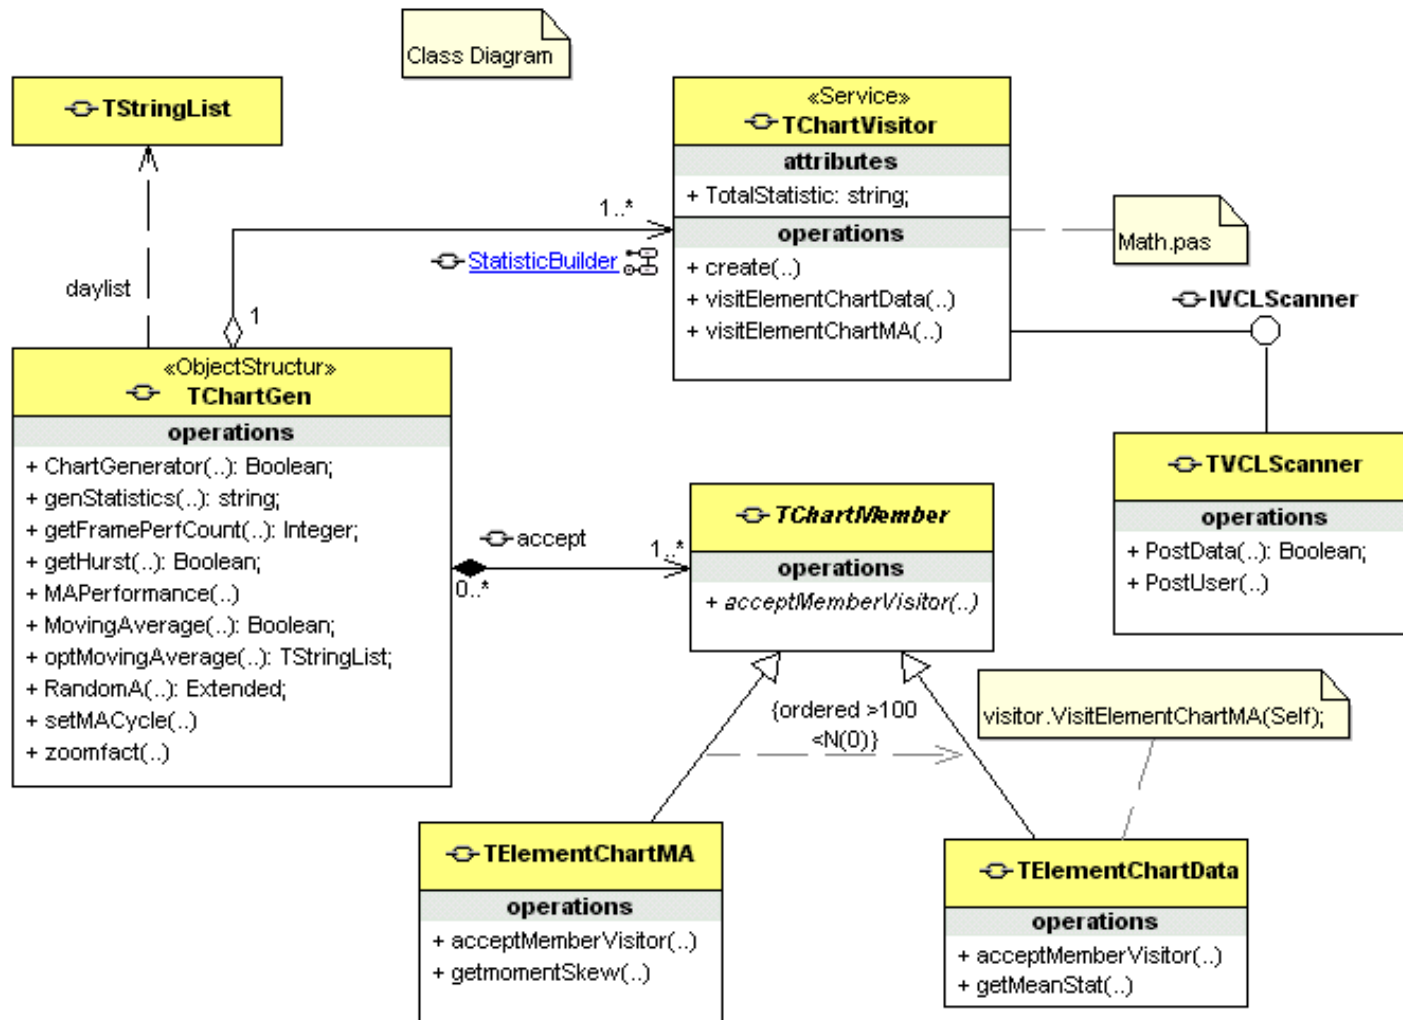 Class Diagram
TStringList
«Service»
TChartVisitor
attributes
+ TotalStatistic: string;
operations
+ create(..)
+ visitElementChartData(..)
+ visitElementChartMA(..)
1..*
StatisticBuilder
Math.pas
daylist
1
IVCLScanner
«ObjectStructur»
TChartGen
operations
+ ChartGenerator(..): Boolean;
+ genStatistics(..): string;
+ getFramePerfCount(..): Integer;
+ getHurst(..): Boolean;
+ MAPerformance(..)
+ MovingAverage(..): Boolean;
+ optMovingAverage(..): TStringList;
+ RandomA(..): Extended;
+ setMACycle(..)
+ zoomfact(..)
accept
0..*
1..*
TChartMember
operations
+ acceptMemberVisitor(..)
TVCLScanner
operations
+ PostData(..): Boolean;
+ PostUser(..)
{ordered >100
<N(0)}
visitor.VisitElementChartMA(Self);
TElementChartMA
operations
+ acceptMemberVisitor(..)
+ getmomentSkew(..)
TElementChartData
operations
+ acceptMemberVisitor(..)
+ getMeanStat(..)